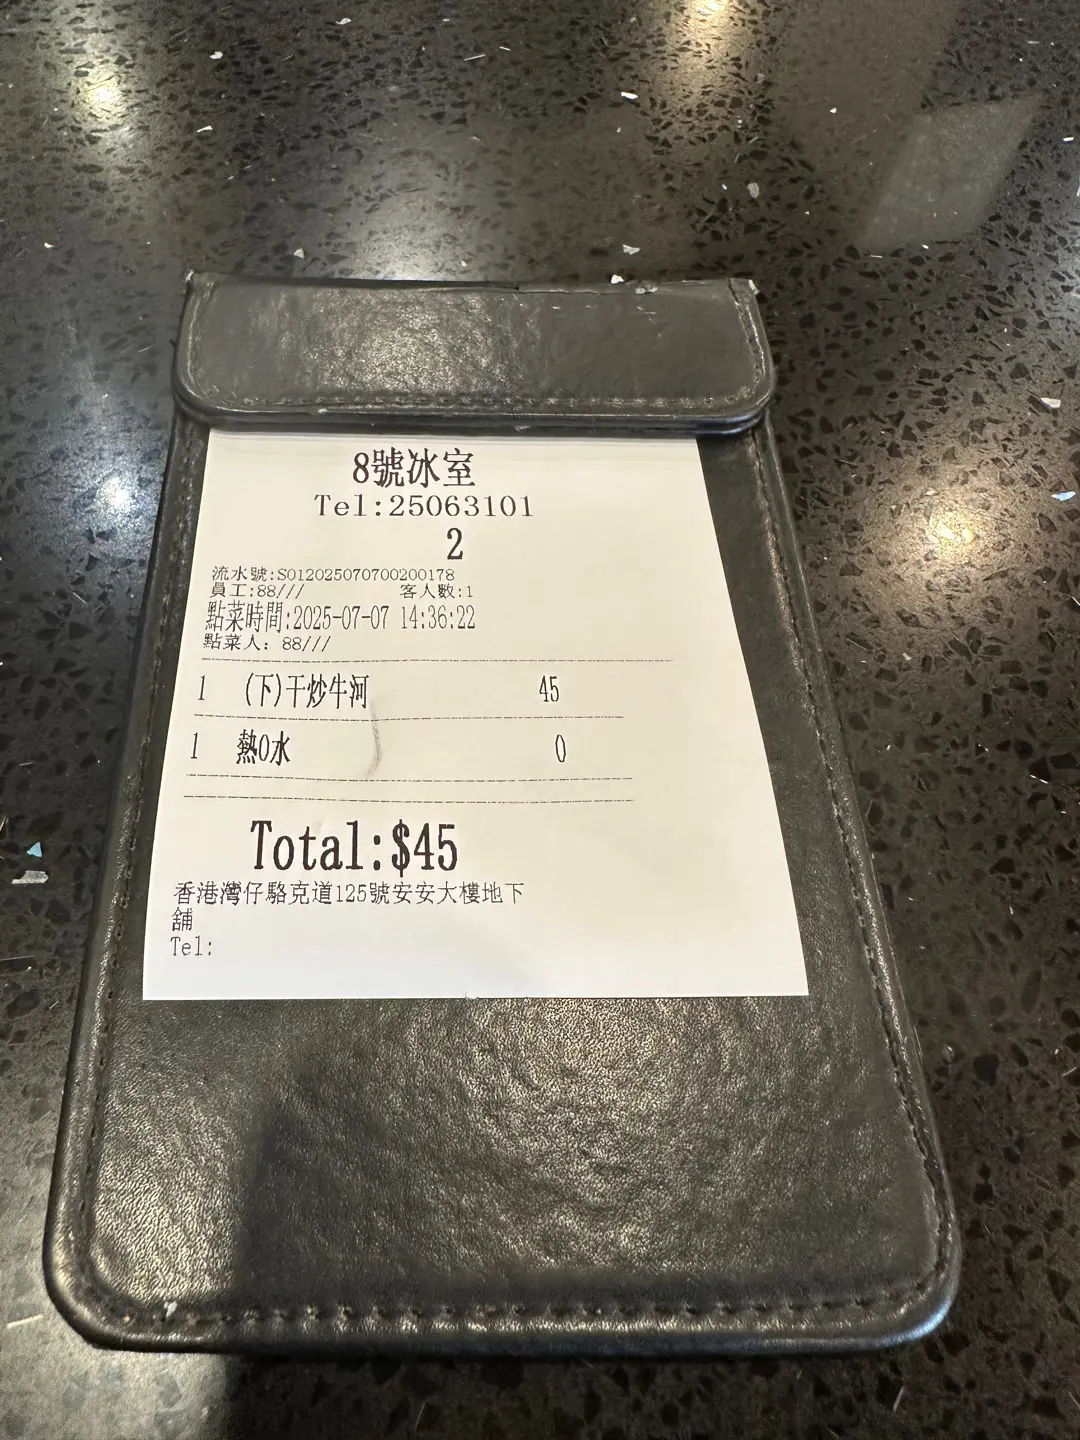 8號冰室
Tel:25063101
2
流水號:S012025070700200178
員工:88/// 客人數:1
點菜時間:2025-07-07 14:36:22
點菜人: 88///
1 (下)干炒牛河 45
1 熱0水 0
Total:$45
香港灣仔駱克道125號安安大樓地下
舖
Tel: